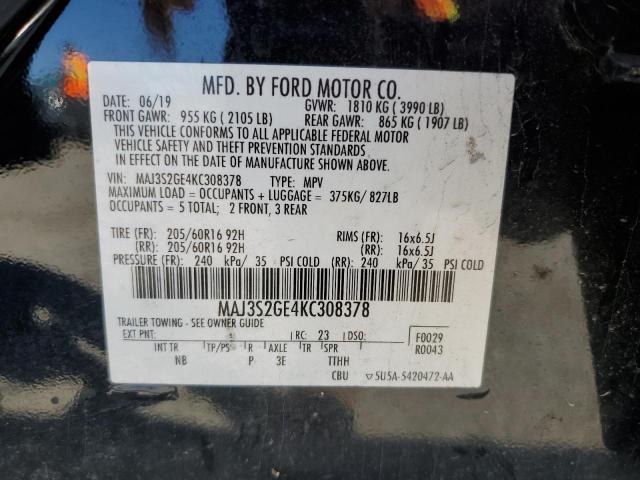 MFD. BY FORD MOTOR CO.
DATE: 06/19 GVWR: 1810 KG ( 3990 LB)
FRONT GAWR: 955 KG ( 2105 LB) REAR GAWR: 865 KG ( 1907 LB)
THIS VEHICLE CONFORMS TO ALL APPLICABLE FEDERAL MOTOR
VEHICLE SAFETY AND THEFT PREVENTION STANDARDS
IN EFFECT ON THE DATE OF MANUFACTURE SHOWN ABOVE.
VIN: MAJ3S2GE4KC308378 TYPE: MPV
MAXIMUM LOAD = OCCUPANTS + LUGGAGE = 375KG/ 827LB
OCCUPANTS = 5 TOTAL; 2 FRONT, 3 REAR
TIRE (FR): 205/60R16 92H RIMS (FR): 16x6.5J
(RR): 205/60R16 92H (RR): 16x6.5J
PRESSURE (FR): 240 kPa/ 35 PSI COLD (RR): 240 kPa/ 35 PSI COLD
MAJ3S2GE4KC308378
TRAILER TOWING - SEE OWNER GUIDE
EXT PNT: RC: 23 DSO: F0029
INT TR TP/PS R AXLE TR SPR R0043
NB P 3E TTHH
CBU ▽ 5U5A-S420472-AA